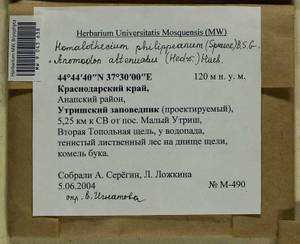 Herbarium Universitatis Mosquensis (MW)
Homalothecium philippeanum (Spruce) B.S.G.
Anomodon attenuatus (Hedw.) Hueb.
44°44'40"N 37°30'00"E 120 м н. у. м.
Краснодарский край,
Анапский район,
Утришский заповедник (проектируемый),
5,25 км к СВ от пос. Малый Утриш,
Вторая Топольная щель, у водопада,
тенистый лиственный лес на днище щели,
комель бука.
Собрали А. Серёгин, Л. Ложкина
5.06.2004 № М-490
опр. Е. Игнатова